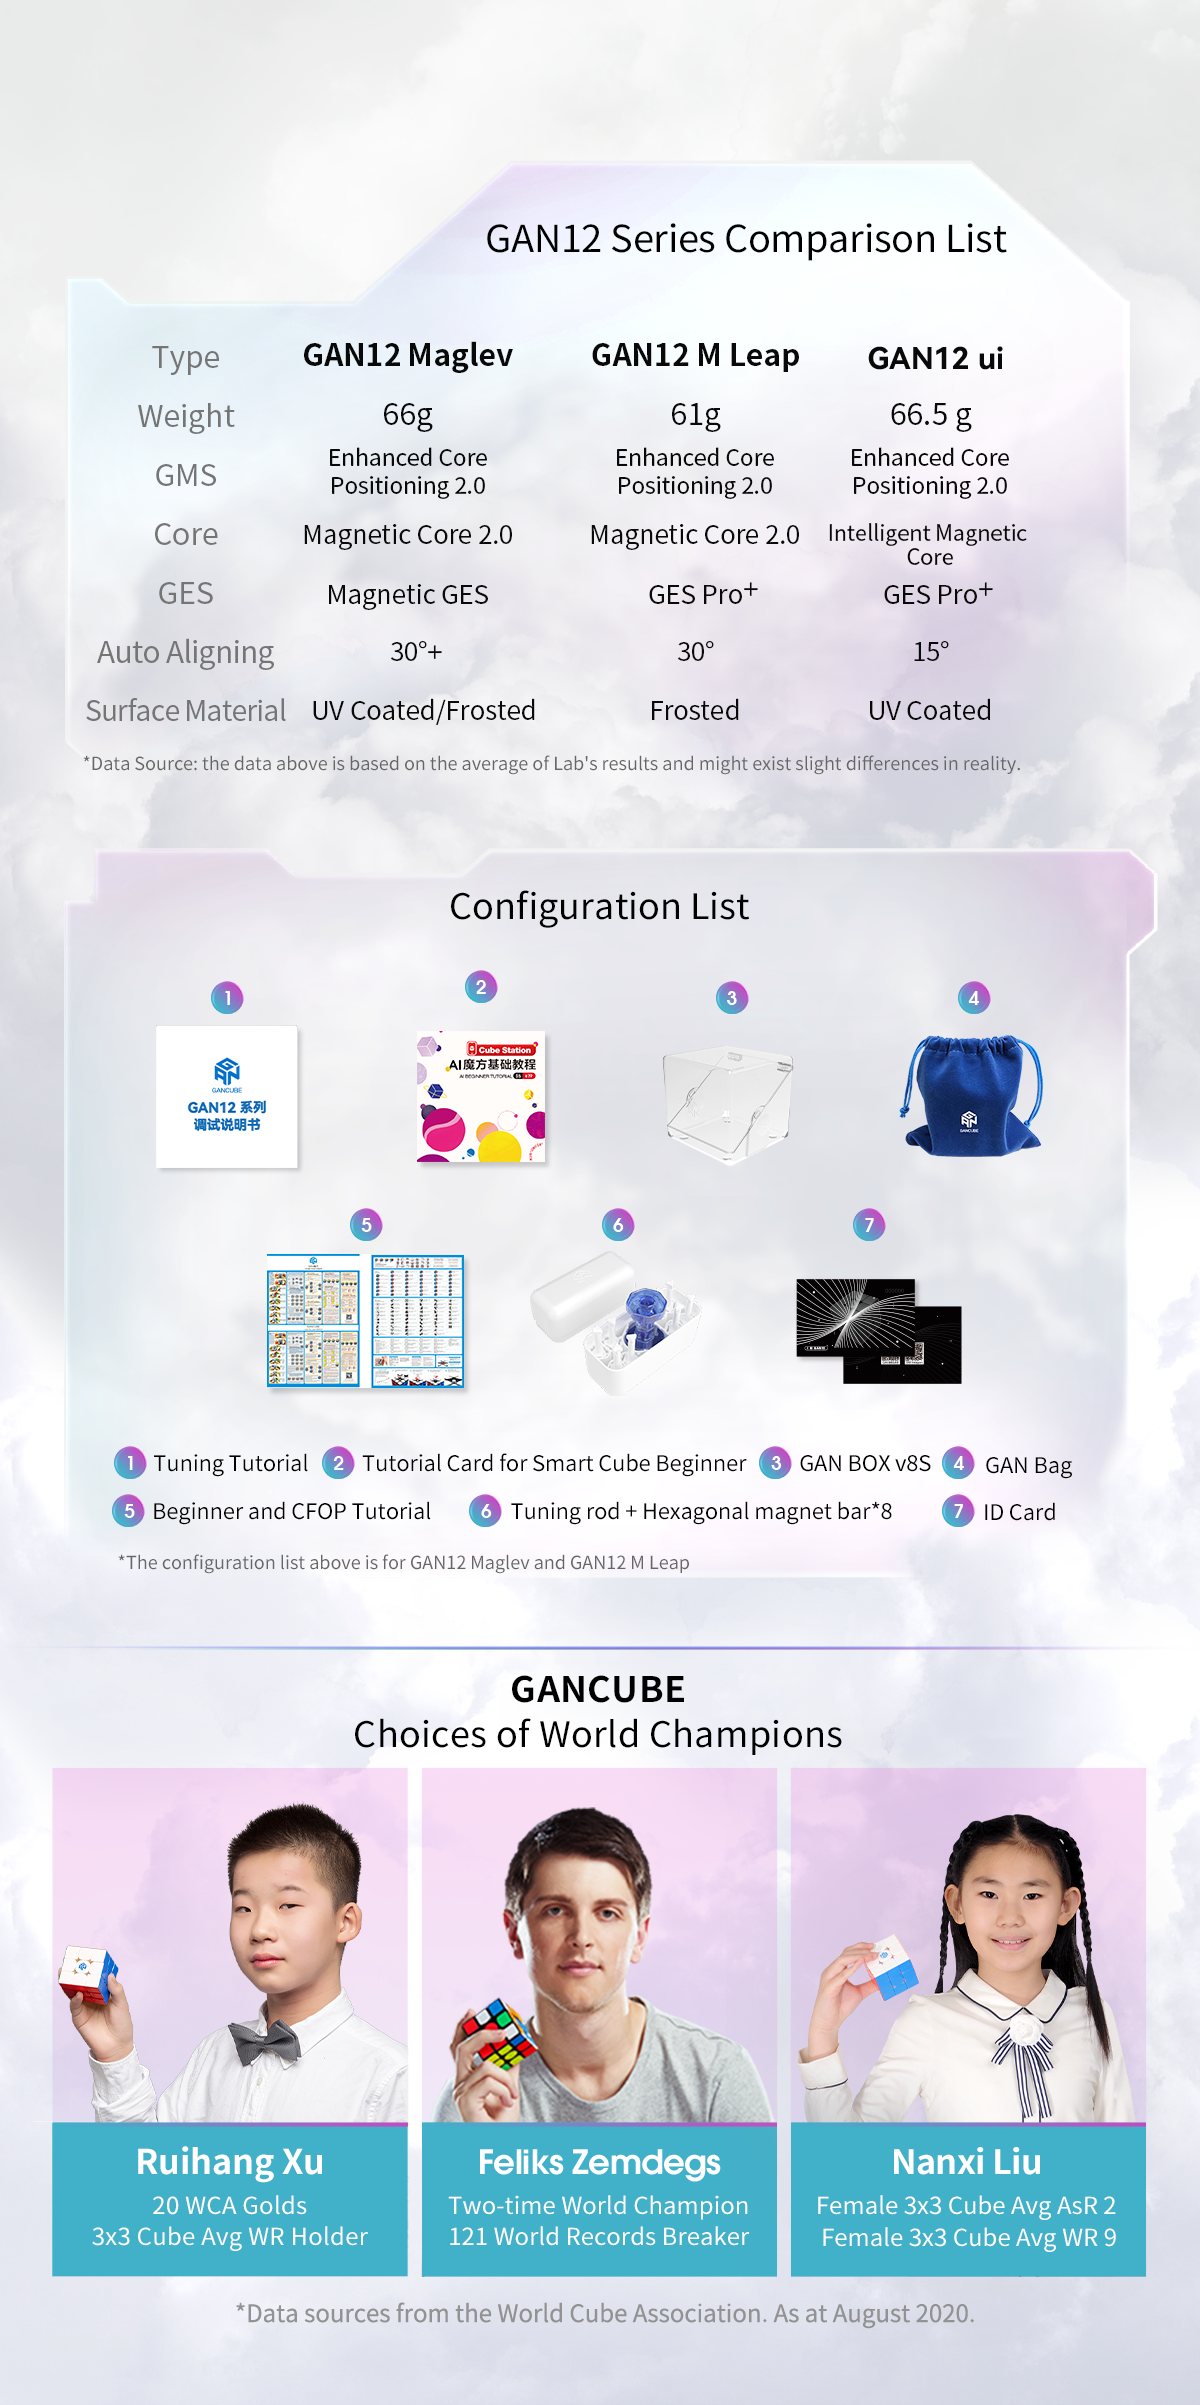 GAN12 Series Comparison List
Type GAN12 Maglev GAN12 M Leap GAN12 ui
Weight 66g 61g 66.5 g
GMS Enhanced Core Positioning 2.0 Enhanced Core Positioning 2.0 Enhanced Core Positioning 2.0
Core Magnetic Core 2.0 Magnetic Core 2.0 Intelligent Magnetic Core
GES Magnetic GES GES Pro+ GES Pro+
Auto Aligning 30°+ 30° 15°
Surface Material UV Coated/Frosted Frosted UV Coated
*Data Source: the data above is based on the average of Lab's results and might exist slight differences in reality.
Configuration List
1 2 3 4
GANCUBE
GAN12 系列
调试说明书
Cube Station
AI魔方基础教程
AI BEGINNER TUTORIAL
GANCUBE
5 6 7
1 Tuning Tutorial 2 Tutorial Card for Smart Cube Beginner 3 GAN BOX v8S 4 GAN Bag
5 Beginner and CFOP Tutorial 6 Tuning rod + Hexagonal magnet bar*8 7 ID Card
*The configuration list above is for GAN12 Maglev and GAN12 M Leap
GANCUBE
Choices of World Champions
Ruihang Xu
20 WCA Golds
3x3 Cube Avg WR Holder
Feliks Zemdegs
Two-time World Champion
121 World Records Breaker
Nanxi Liu
Female 3x3 Cube Avg AsR 2
Female 3x3 Cube Avg WR 9
*Data sources from the World Cube Association. As at August 2020.